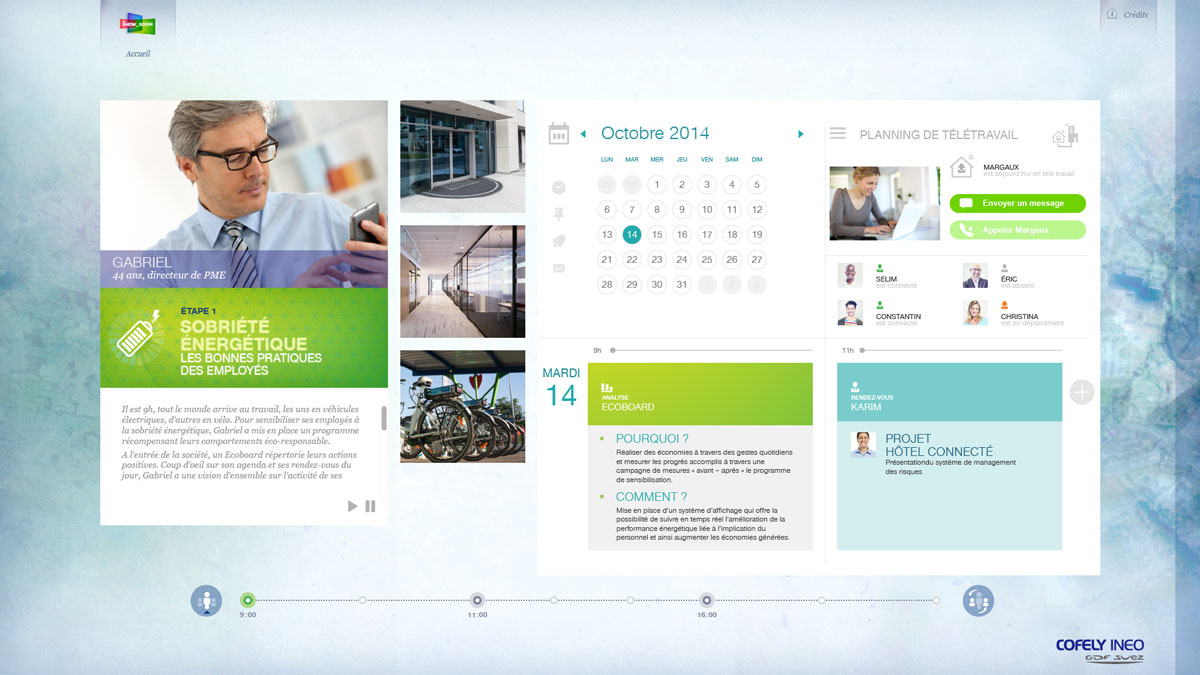 SHOW_ROOM
Accueil
Crédits
GABRIEL
44 ans, directeur de PME
ÉTAPE 1
SOBRIÉTÉ
ÉNERGÉTIQUE
LES BONNES PRATIQUES
DES EMPLOYÉS
Il est 9h, tout le monde arrive au travail, les uns en véhicules
électriques, d'autres en vélo. Pour sensibiliser ses employés à
la sobriété énergétique, Gabriel a mis en place un programme
récompensant leurs comportements éco-responsable.
A l'entrée de la société, un Ecoboard répertorie leurs actions
positives. Coup d'oeil sur son agenda et ses rendez-vous du
jour, Gabriel a une vision d'ensemble sur l'activité de ses
Octobre 2014
LUN MAR MER JEU VEN SAM DIM
29 30 1 2 3 4 5
6 7 8 9 10 11 12
13 14 15 16 17 18 19
21 22 23 24 25 26 27
28 29 30 31 1 2 3
PLANNING DE TÉLÉTRAVAIL
MARGAUX
est aujourd'hui en télé travail
Envoyer un message
Appeler Margaux
SELIM
est connecté
ÉRIC
est absent
CONSTANTIN
est connecté
CHRISTINA
est en déplacement
9h
11h
MARDI
14
ANALYSE
ECOBOARD
POURQUOI ?
Réaliser des économies à travers des gestes quotidiens
et mesurer les progrès accomplis à travers une
campagne de mesures « avant – après » le programme
de sensibilisation.
COMMENT ?
Mise en place d'un système d'affichage qui offre la
possibilité de suivre en temps réel l'amélioration de la
performance énergétique liée à l'implication du
personnel et ainsi augmenter les économies générées.
RENDEZ-VOUS
KARIM
PROJET
HÔTEL CONNECTÉ
Présentationdu système de management
des risques
9:00
11:00
16:00
COFELY INEO
GDF SUEZ